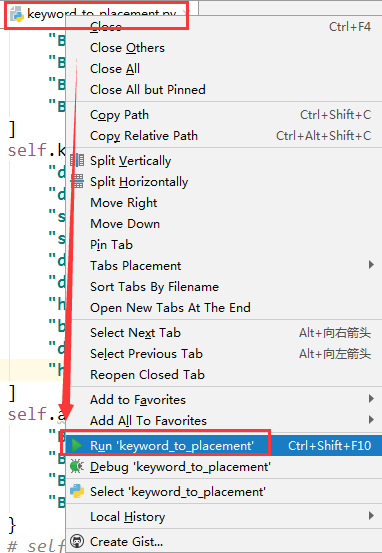 keyword_to_placement.py
Close Ctrl+F4
"B
Close Others
"B
Close All
"B
Close All but Pinned
"B
]
Copy Path Ctrl+Shift+C
Copy Relative Path Ctrl+Alt+Shift+C
self.k
Split Vertically
"d
Split Horizontally
"d
Move Right
"s
Move Down
"s
Pin Tab
"d
Tabs Placement
"d
Sort Tabs By Filename
"h
Open New Tabs At The End
"b
Select Next Tab Alt+向右箭头
"d
Select Previous Tab Alt+向左箭头
"h
Reopen Closed Tab
]
Add to Favorites
self.a
Add All To Favorites
"B
Run 'keyword_to_placement' Ctrl+Shift+F10
"B
Debug 'keyword_to_placement'
"B
Select 'keyword_to_placement'
"B
Local History
}
# self
Create Gist...